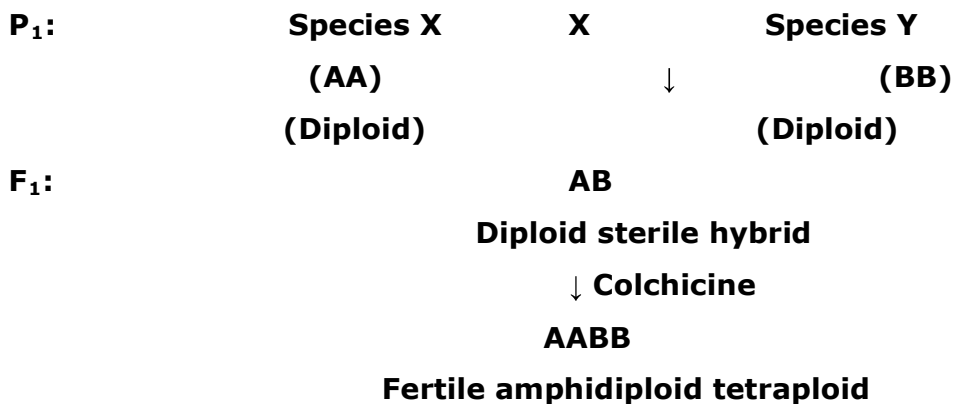 P₁: Species X X Species Y
(AA) ↓ (BB)
(Diploid) (Diploid)
F₁: AB
Diploid sterile hybrid
↓ Colchicine
AABB
Fertile amphidiploid tetraploid